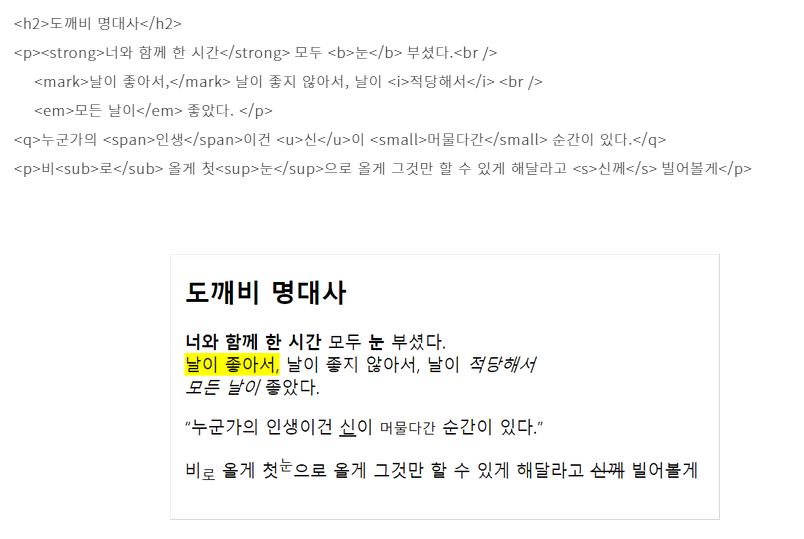 <h2>도깨비 명대사</h2>
<p><strong>너와 함께 한 시간</strong> 모두 <b>눈</b> 부셨다.<br />
<mark>날이 좋아서,</mark> 날이 좋지 않아서, 날이 <i>적당해서</i> <br />
<em>모든 날이</em> 좋았다. </p>
<q>누군가의 <span>인생</span>이건 <u>신</u>이 <small>머물다간</small> 순간이 있다.</q>
<p>비<sub>로</sub> 올게 첫<sup>눈</sup>으로 올게 그것만 할 수 있게 해달라고 <s>신께</s> 빌어볼게</p>
도깨비 명대사
너와 함께 한 시간 모두 눈 부셨다.
날이 좋아서, 날이 좋지 않아서, 날이 적당해서
모든 날이 좋았다.
“누군가의 인생이건 신이 머물다간 순간이 있다.”
비로 올게 첫눈으로 올게 그것만 할 수 있게 해달라고 신께 빌어볼게